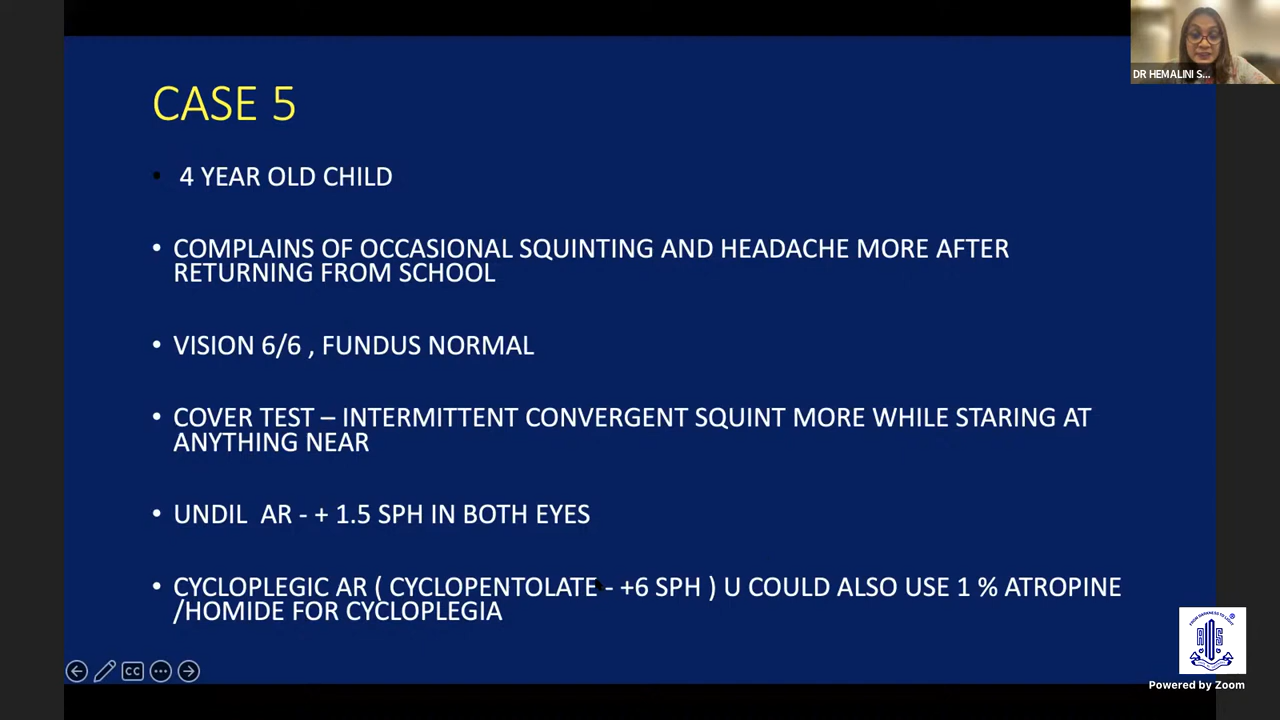 DR HEMALINI S...
CASE 5
• 4 YEAR OLD CHILD
• COMPLAINS OF OCCASIONAL SQUINTING AND HEADACHE MORE AFTER
RETURNING FROM SCHOOL
• VISION 6/6 , FUNDUS NORMAL
• COVER TEST – INTERMITTENT CONVERGENT SQUINT MORE WHILE STARING AT
ANYTHING NEAR
• UNDIL AR - + 1.5 SPH IN BOTH EYES
• CYCLOPLEGIC AR ( CYCLOPENTOLATE - +6 SPH ) U COULD ALSO USE 1 % ATROPINE
/HOMIDE FOR CYCLOPLEGIA
CC
Powered by Zoom